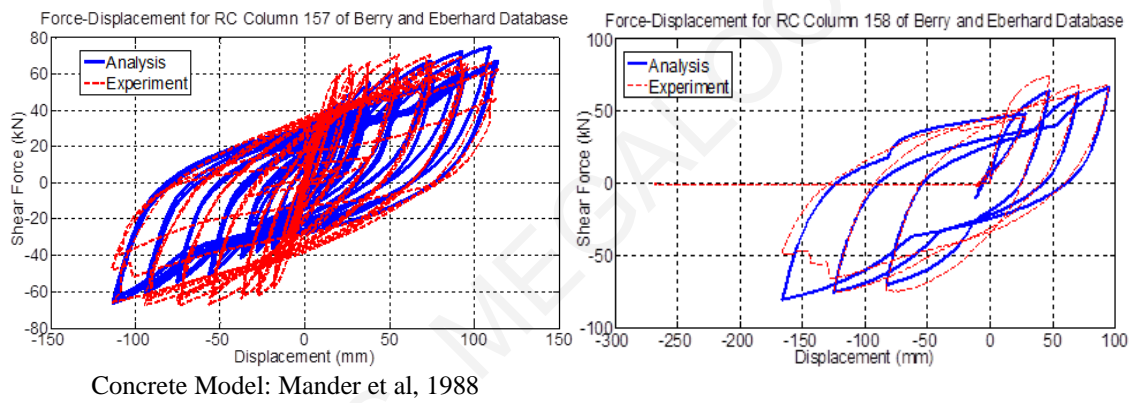 Force-Displacement for RC Column 157 of Berry and Eberhard Database
80
60
40
20
0
-20
-40
-60
-80
Shear Force (kN)
Analysis
Experiment
-150 -100 -50 0 50 100 150
Displacement (mm)
Force-Displacement for RC Column 158 of Berry and Eberhard Database
100
50
0
-50
-100
Shear Force (kN)
Analysis
Experiment
-300 -250 -200 -150 -100 -50 0 50 100
Displacement (mm)
Concrete Model: Mander et al, 1988
MEGALOO